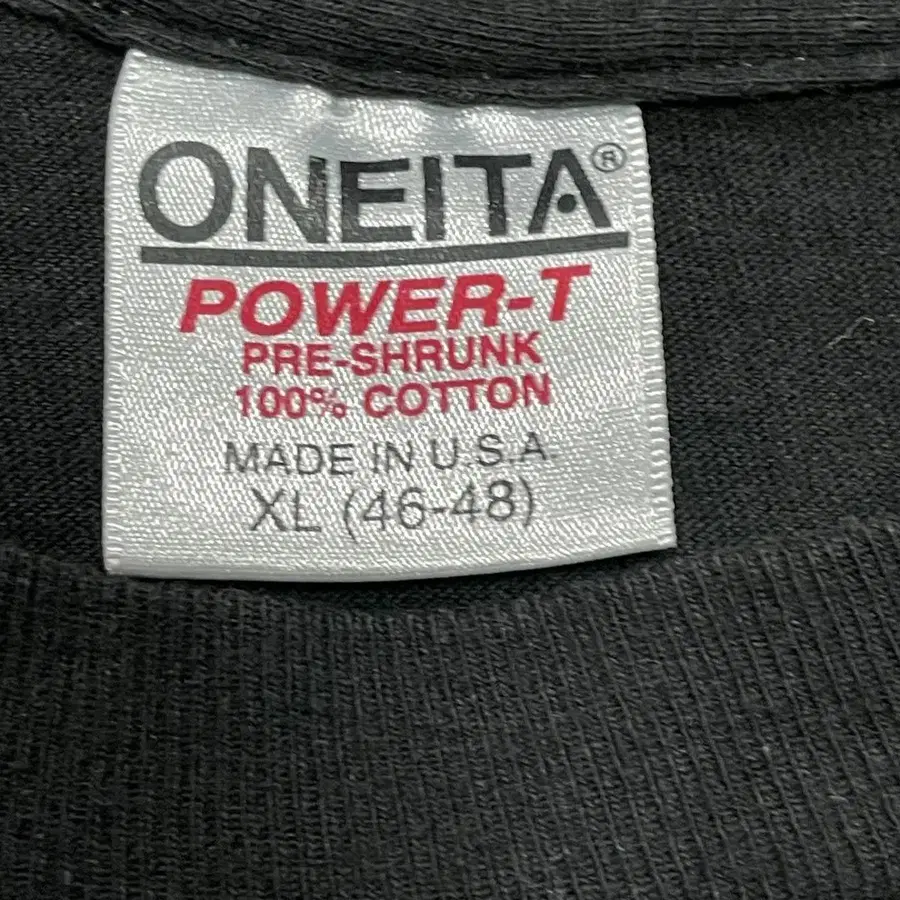 ONEITA®
POWER-T
PRE-SHRUNK
100% COTTON
MADE IN U.S.A.
XL (46-48)